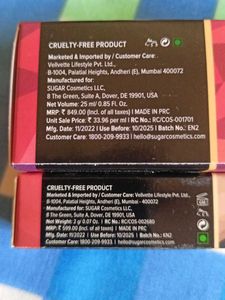 CRUELTY-FREE PRODUCT
Marketed & Imported by / Customer Care:
Velvette Lifestyle Pvt. Ltd.,
B-1004, Palatial Heights, Andheri (E), Mumbai 400072
Manufactured for:
SUGAR Cosmetics LLC,
8 The Green, Suite A, Dover, DE 19901, USA
Net Volume: 25 ml/ 0.85 Fl. Oz.
MRP: ₹ 849.00 (Incl. of all taxes) | MADE IN PRC
Unit Sale Price : ₹ 33.96 per ml | RC No.: RC/COS-001701
Mfg. Date: 11/2022 | Use Before: 10/2025 | Batch No.: EN2
Customer Care: 1800-209-9933 | hello@sugarcosmetics.com
CRUELTY-FREE PRODUCT
Marketed & Imported by / Customer Care: Velvette Lifestyle Pvt. Ltd.,
B-1004, Palatial Heights, Andheri (E), Mumbai 400072
Manufactured for:
SUGAR Cosmetics LLC,
8 The Green, Suite A, Dover, DE 19901, USA
Net Weight: 2 g/ 0.07 Oz. | RC No.: RC/COS-002680
MRP: ₹ 599.00 (Incl. of all taxes) | MADE IN PRC
Mfg. Date: 11/2022 | Use Before: 10/2025 | Batch No.: EN2
Customer Care: 1800-209-9933 | hello@sugarcosmetics.com